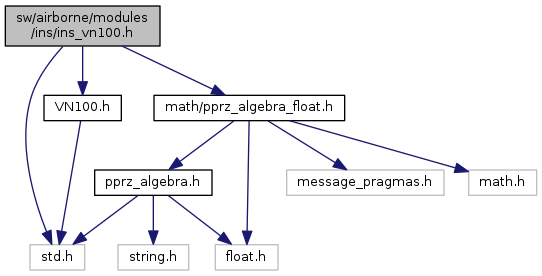 sw/airborne/modules
/ins/ins_vn100.h
VN100.h
math/pprz_algebra_float.h
pprz_algebra.h
message_pragmas.h
math.h
std.h
string.h
float.h